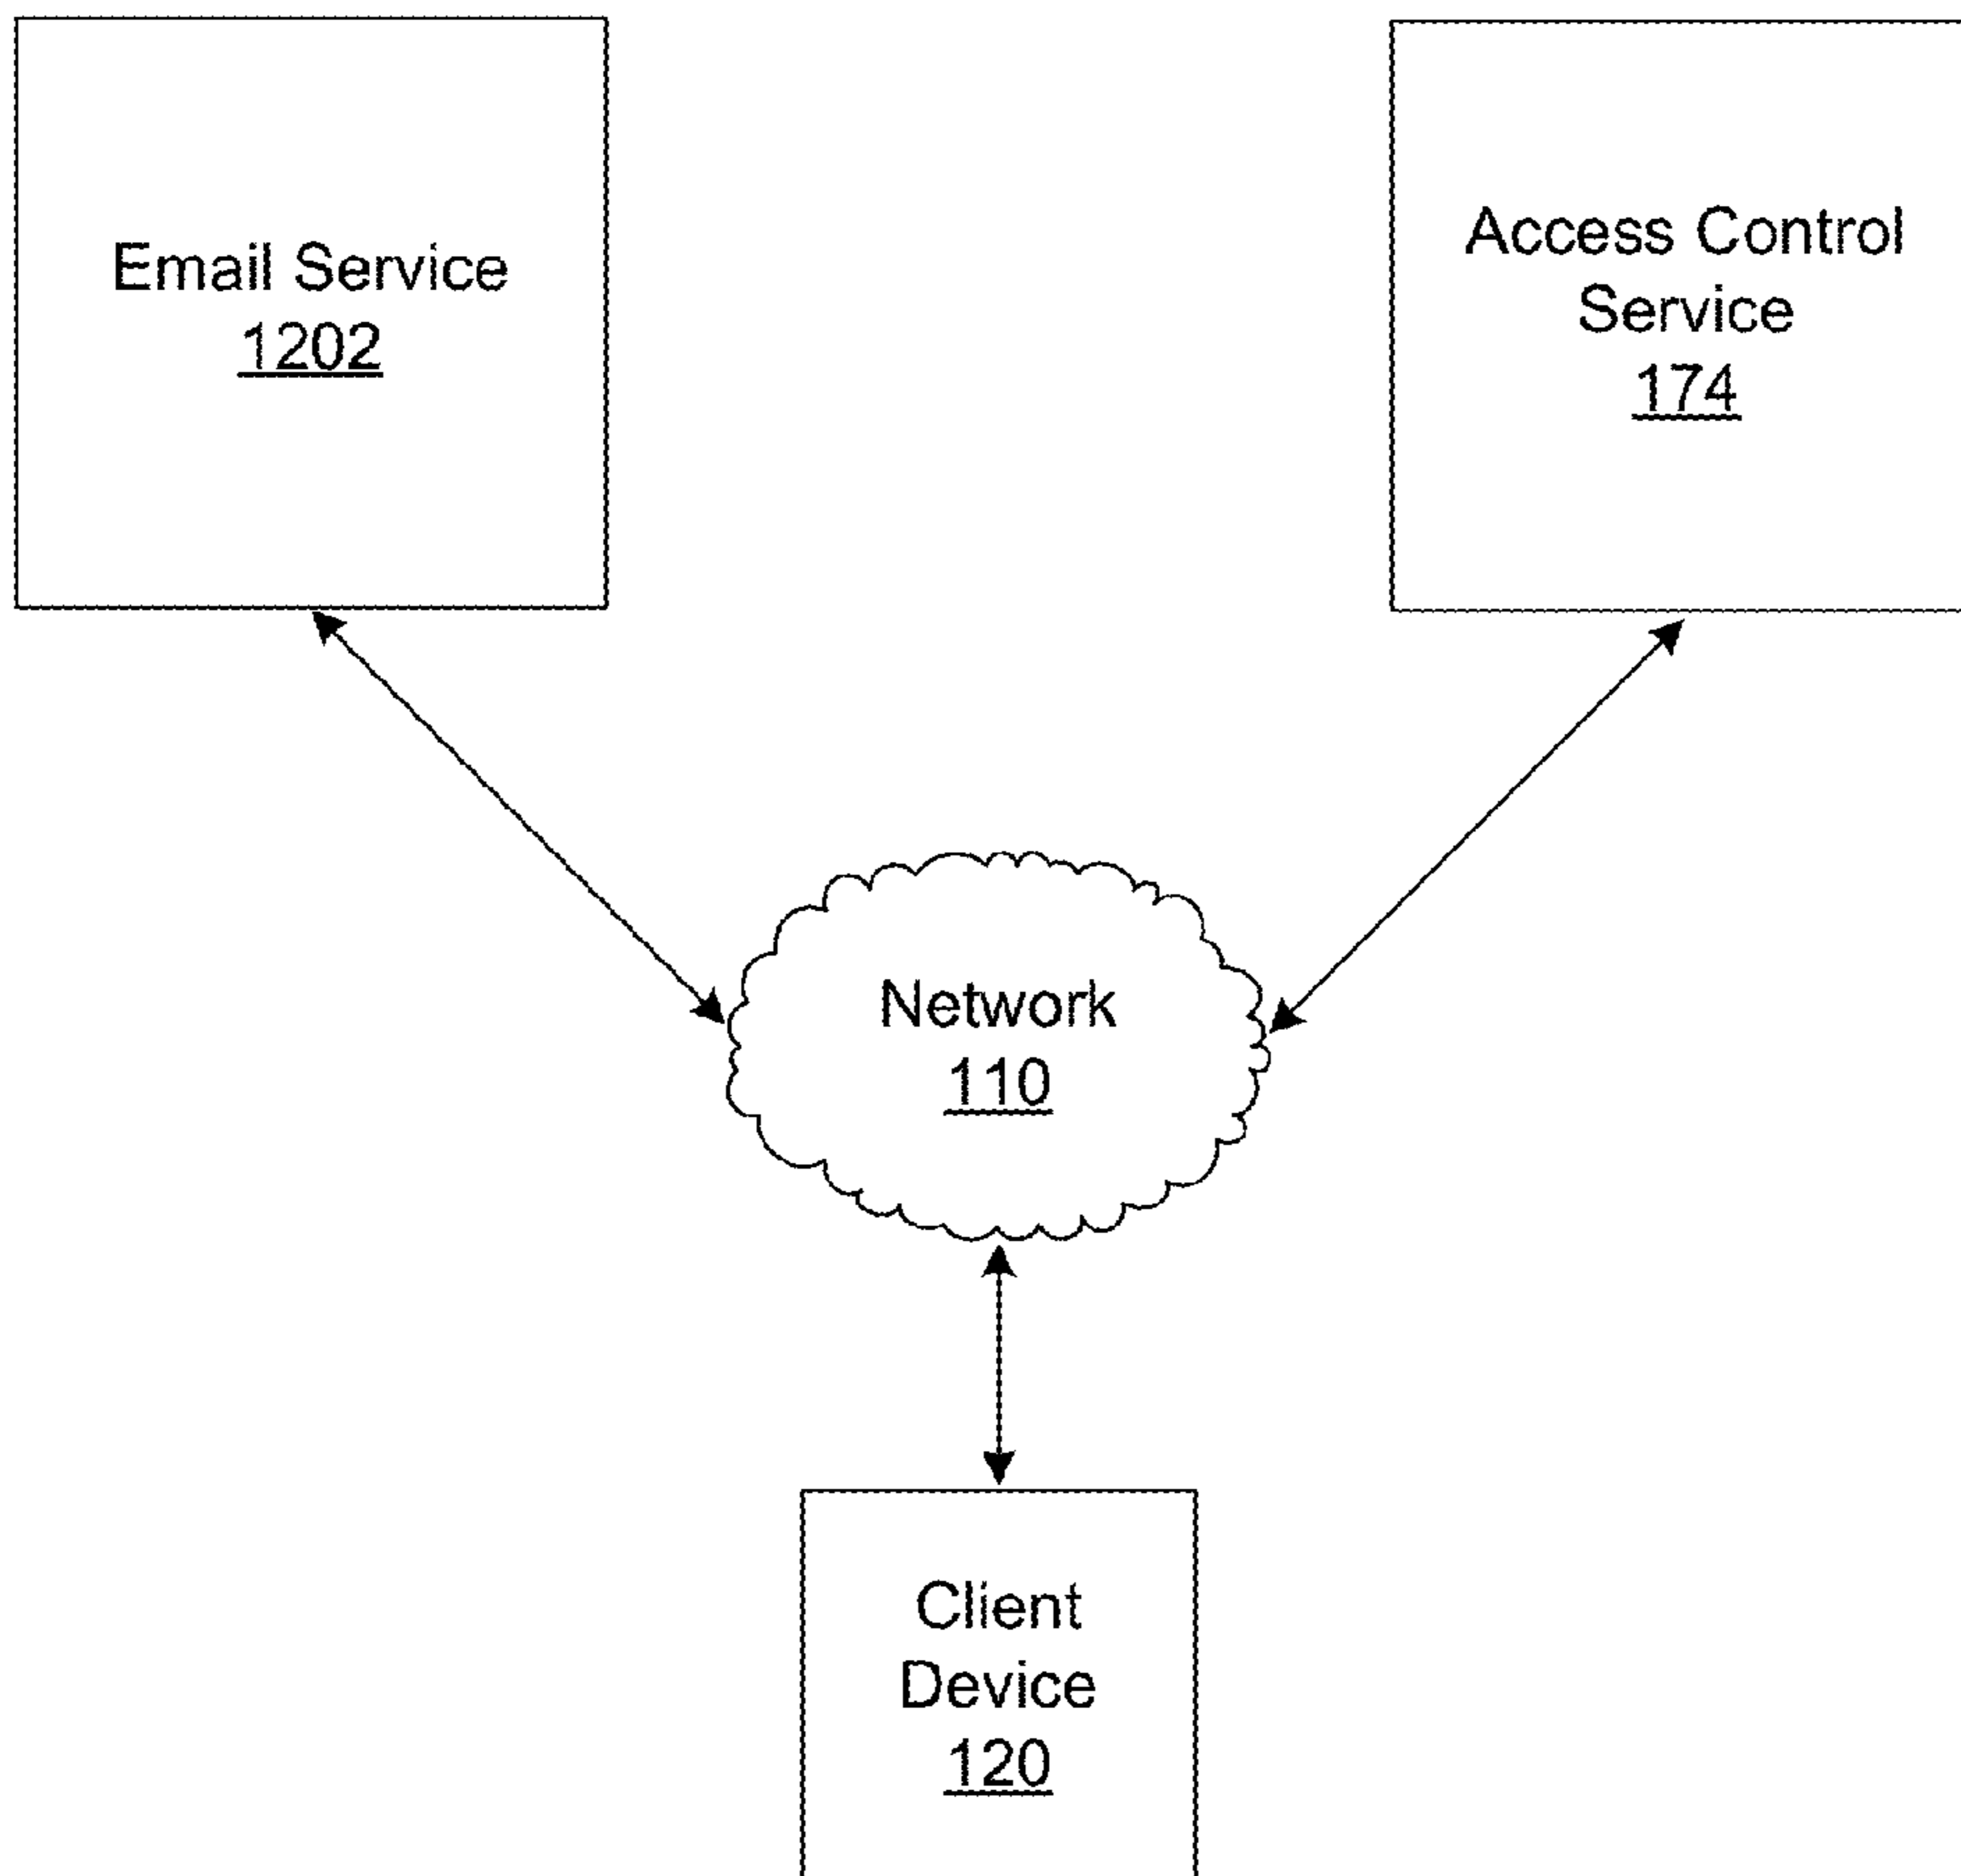 Email Service
1202
Access Control
Service
174
Network
110
Client
Device
120